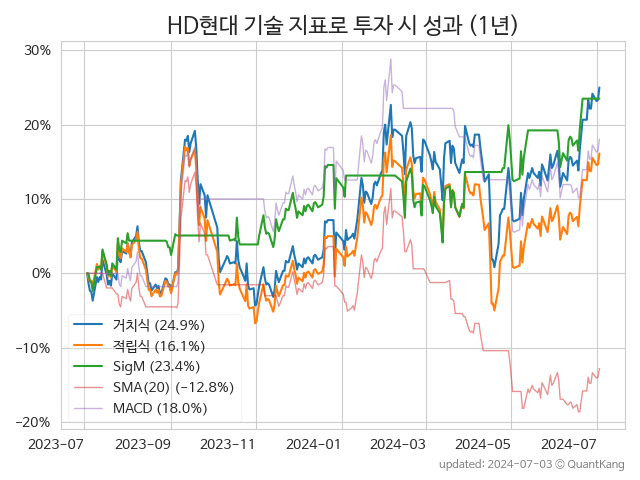 HD현대 기술 지표로 투자 시 성과 (1년)
30%
20%
10%
0%
−10%
−20%
거치식 (24.9%)
적립식 (16.1%)
SigM (23.4%)
SMA(20) (−12.8%)
MACD (18.0%)
2023-07 2023-09 2023-11 2024-01 2024-03 2024-05 2024-07
updated: 2024-07-03 ⓒ QuantKang